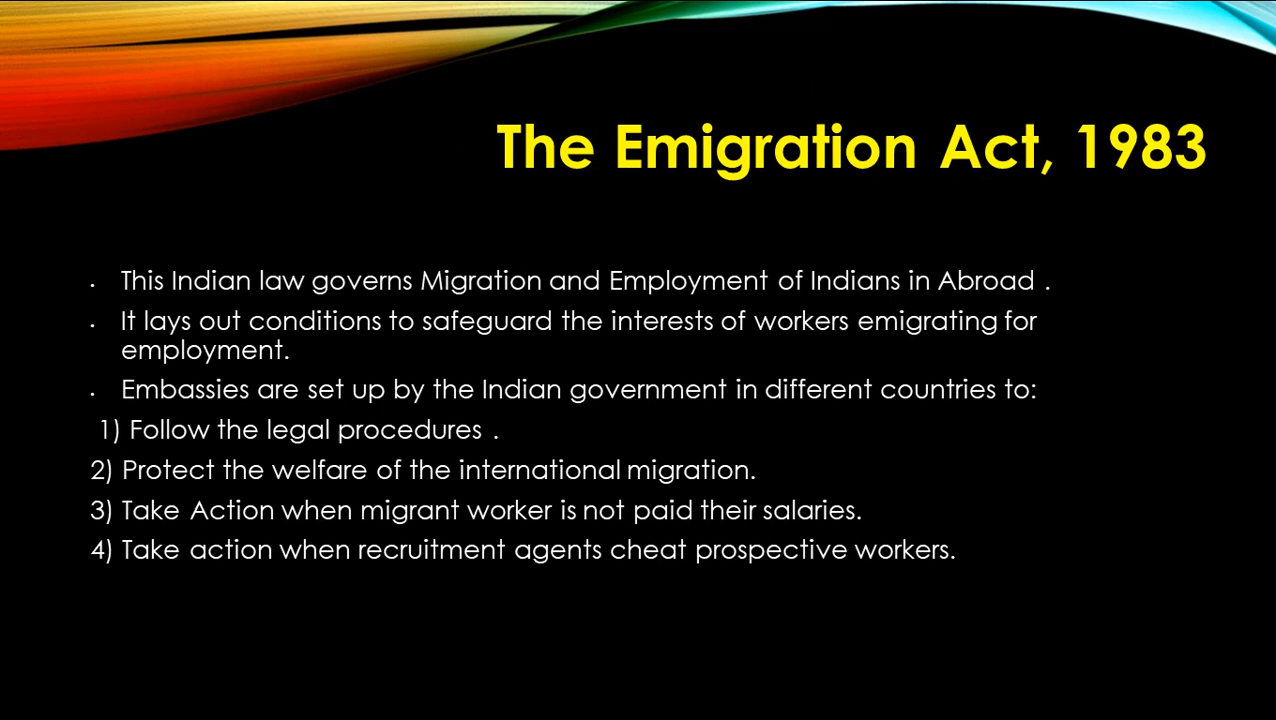 The Emigration Act, 1983
• This Indian law governs Migration and Employment of Indians in Abroad .
• It lays out conditions to safeguard the interests of workers emigrating for
employment.
• Embassies are set up by the Indian government in different countries to:
1) Follow the legal procedures .
2) Protect the welfare of the international migration.
3) Take Action when migrant worker is not paid their salaries.
4) Take action when recruitment agents cheat prospective workers.